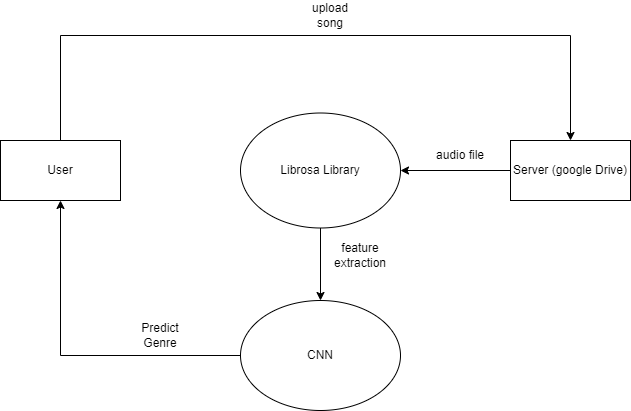 upload
song
User
Librosa Library
audio file
Server (google Drive)
feature
extraction
Predict
Genre
CNN